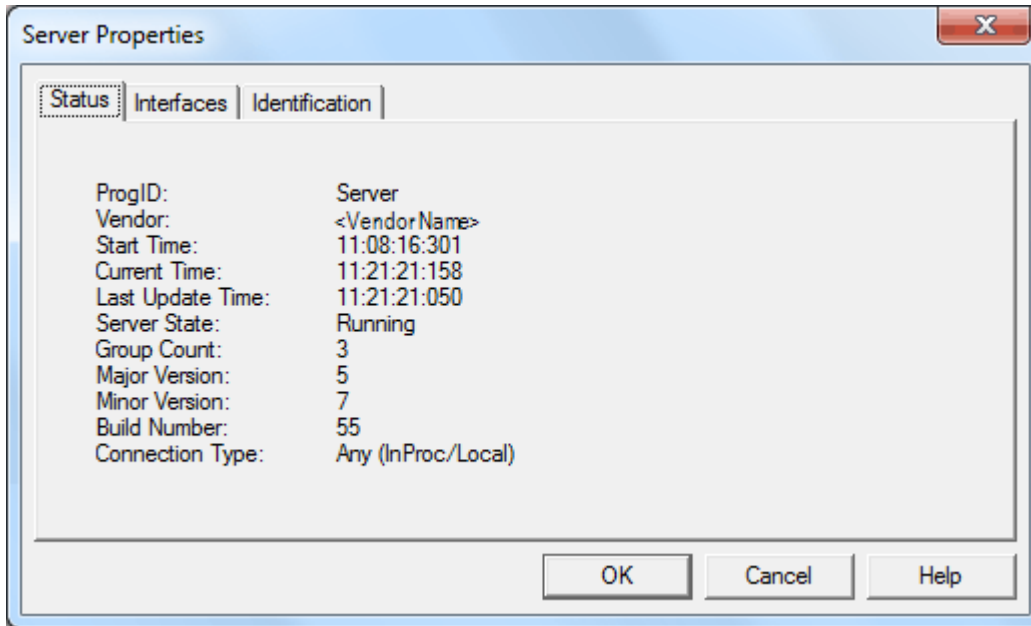 Server Properties
Status Interfaces Identification
ProgID: Server
Vendor: <VendorName>
Start Time: 11:08:16:301
Current Time: 11:21:21:158
Last Update Time: 11:21:21:050
Server State: Running
Group Count: 3
Major Version: 5
Minor Version: 7
Build Number: 55
Connection Type: Any (InProc/Local)
OK Cancel Help